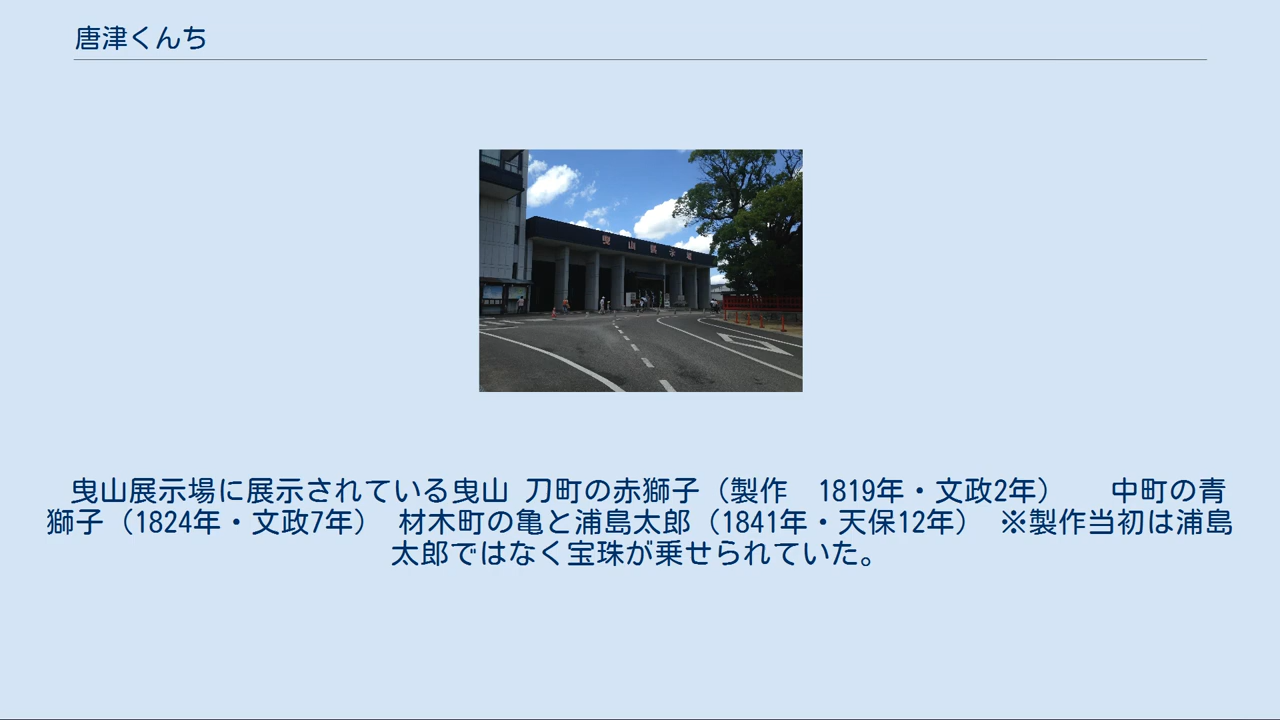 唐津くんち
曳山展示場
曳山展示場に展示されている曳山 刀町の赤獅子（製作　1819年・文政2年）　　中町の青
獅子（1824年・文政7年） 材木町の亀と浦島太郎（1841年・天保12年） ※製作当初は浦島
太郎ではなく宝珠が乗せられていた。